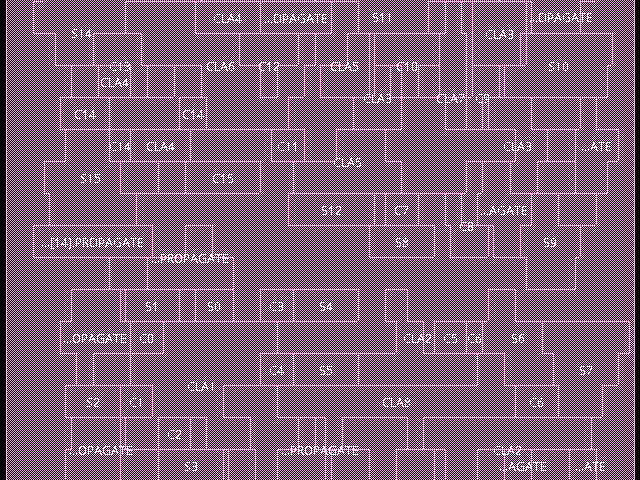 CLA4 ...OPAGATE S11 ...OPAGATE
S14 CLA3
C13 CLA6 C12 CLA5 C10 S10
CLA4
CLA3 CLA7 C9
C14 C14
C14 CLA4 C11 CLA3 ...ATE
CLA5
S15 C15
S12 C7 ...AGATE
C8
...[14].PROPAGATE S8 S9
...PROPAGATE
S1 S0 C3 S4
...OPAGATE C0 CLA2 C5 C6 S6
C4 S5 S7
CLA1
S2 C1 CLA9 C6
C2
...OPAGATE ...PROPAGATE CLA2
S3 ...AGATE ...ATE